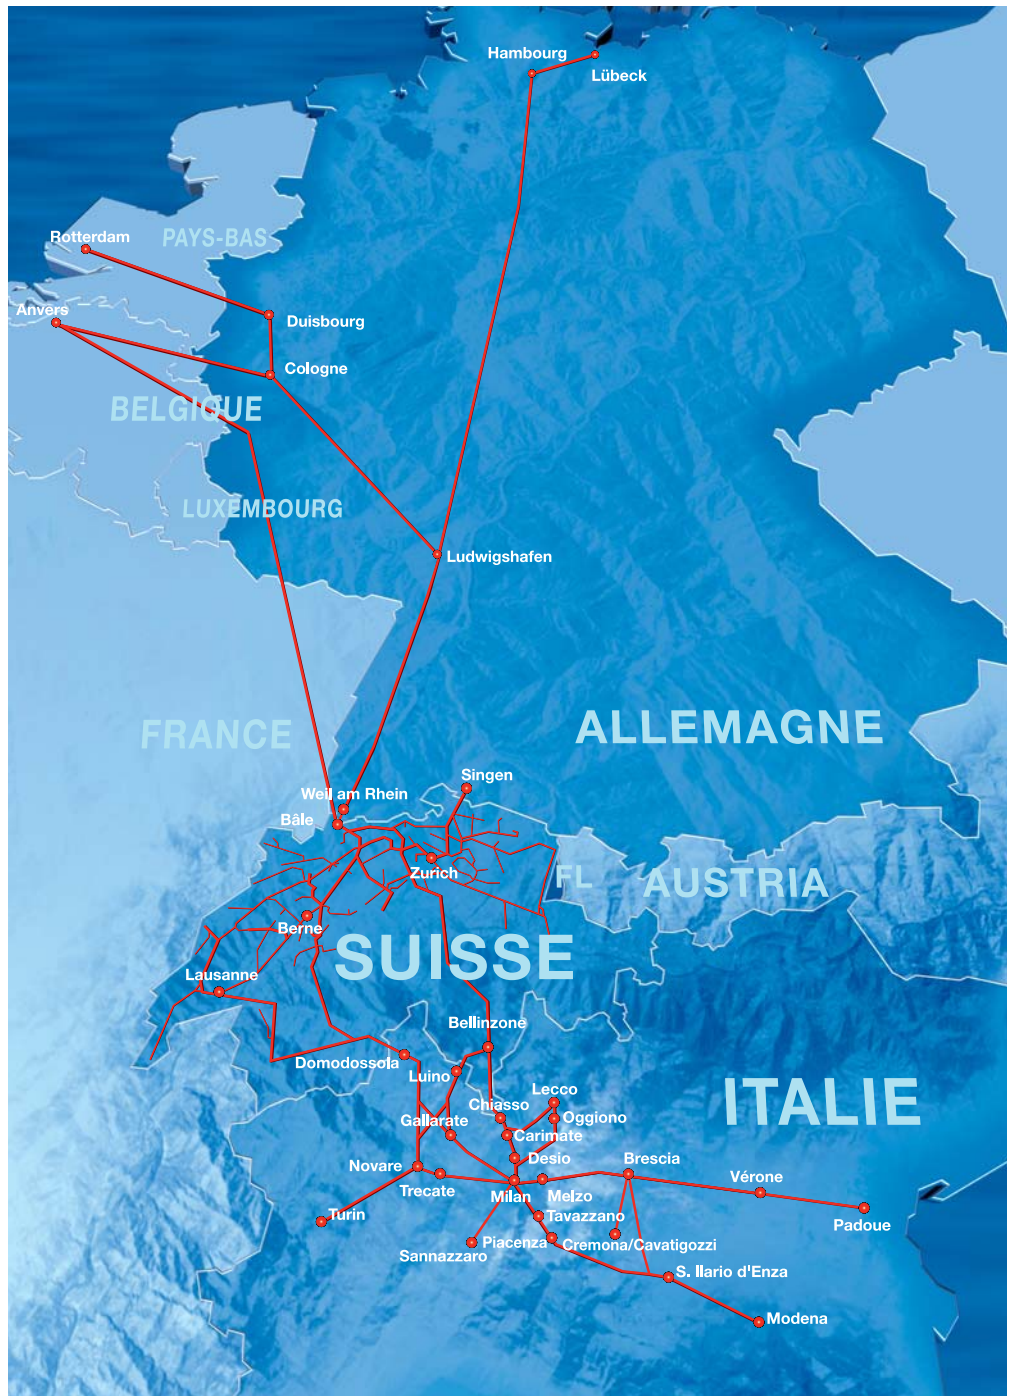 Hambourg
Lübeck
Rotterdam
PAYS-BAS
Anvers
Duisbourg
Cologne
BELGIQUE
LUXEMBOURG
Ludwigshafen
FRANCE
ALLEMAGNE
Singen
Weil am Rhein
Bâle
Zurich
FL
AUSTRIA
Berne
SUISSE
Lausanne
Bellinzone
Domodossola
Luino
Lecco
Chiasso
Oggiono
ITALIE
Gallarate
Carimate
Desio
Novare
Brescia
Trecate
Milan
Melzo
Vérone
Turin
Tavazzano
Padoue
Sannazzaro
Piacenza
Cremona/Cavatigozzi
S. Ilario d'Enza
Modena